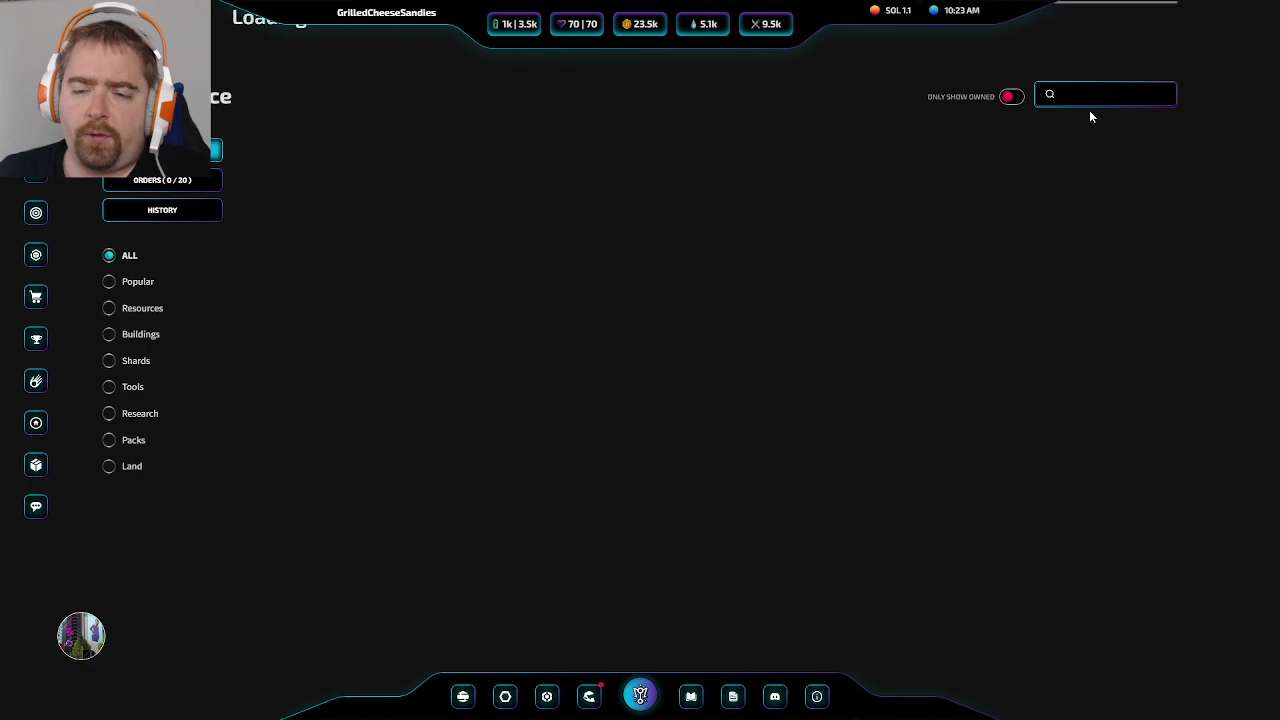 GrilledCheeseSandies
1k | 3.5k
70 | 70
23.5k
5.1k
9.5k
SOL 1.1
10:23 AM
ONLY SHOW OWNED
ORDERS ( 0 / 20 )
HISTORY
ALL
Popular
Resources
Buildings
Shards
Tools
Research
Packs
Land